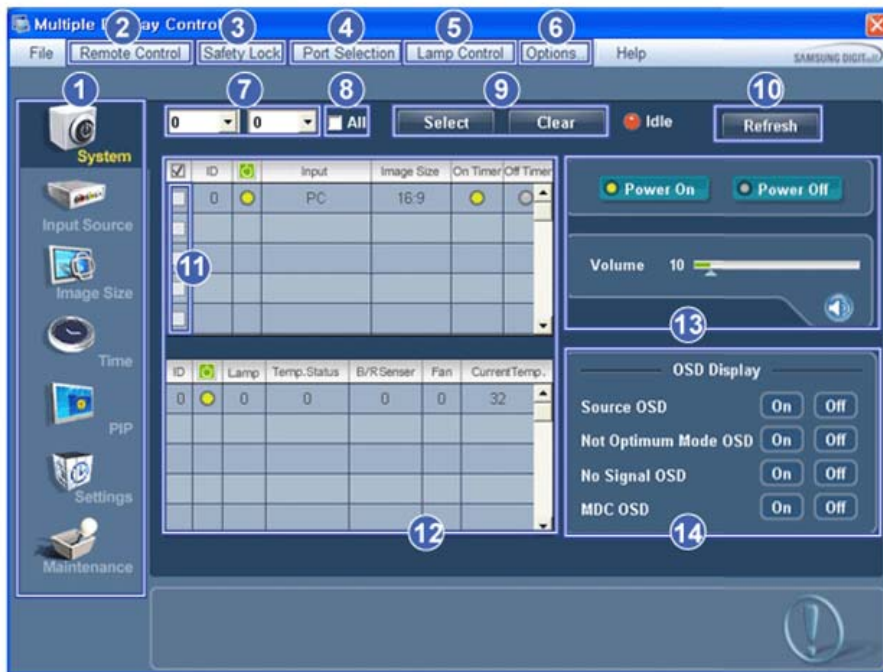 Multiple D 2 ay Cont 3
4
5
6
File Remote Control Safety Lock Port Selection Lamp Control Options.. Help SAMSUNG DIGITall
1
7
8
9
10
0 0 All Select Clear Idle Refresh
System
Input Source
Image Size
Time
PIP
Settings
Maintenance
ID Input Image Size On Timer Off Timer
0 PC 16:9
11
ID Lamp Temp.Status B/R Senser Fan CurrentTemp.
0 0 0 0 0 32
12
Power On Power Off
Volume 10
13
OSD Display
Source OSD On Off
Not Optimum Mode OSD On Off
No Signal OSD On Off
MDC OSD On Off
14